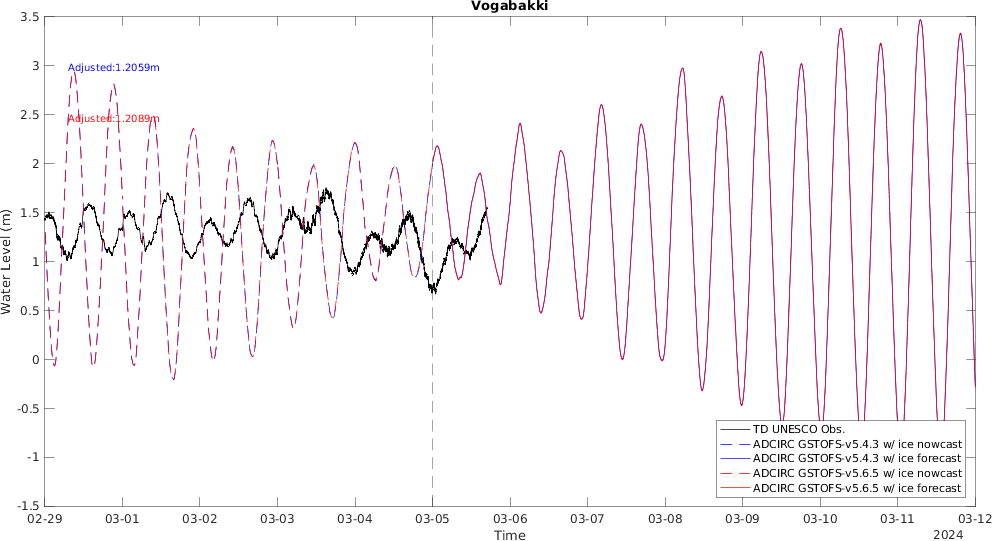 Vogabakki
3.5
3
2.5
2
1.5
1
0.5
0
-0.5
-1
-1.5
Water Level (m)
Adjusted:1.2059m
Adjusted:1.2089m
TD UNESCO Obs.
ADCIRC GSTOFS-v5.4.3 w/ ice nowcast
ADCIRC GSTOFS-v5.4.3 w/ ice forecast
ADCIRC GSTOFS-v5.6.5 w/ ice nowcast
ADCIRC GSTOFS-v5.6.5 w/ ice forecast
02-29 03-01 03-02 03-03 03-04 03-05 03-06 03-07 03-08 03-09 03-10 03-11 03-12
Time
2024